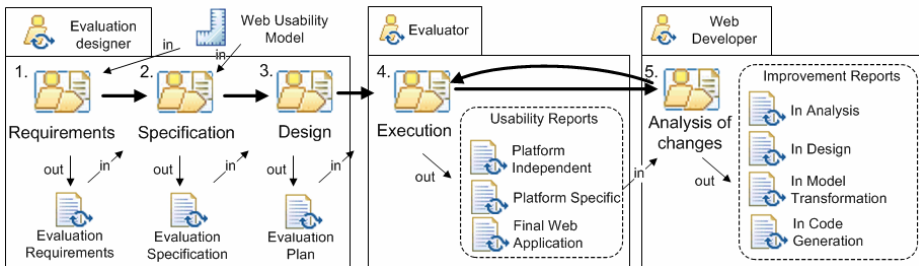 Evaluation
designer
Web Usability
Model
Evaluator
Web
Developer
in
in
1.
2.
3.
4.
5.
Requirements
Specification
Design
Execution
Analysis of
changes
out
in
out
in
out
in
out
in
out
Evaluation
Requirements
Evaluation
Specification
Evaluation
Plan
Usability Reports
Platform
Independent
Platform Specific
Final Web
Application
Improvement Reports
In Analysis
In Design
In Model
Transformation
In Code
Generation